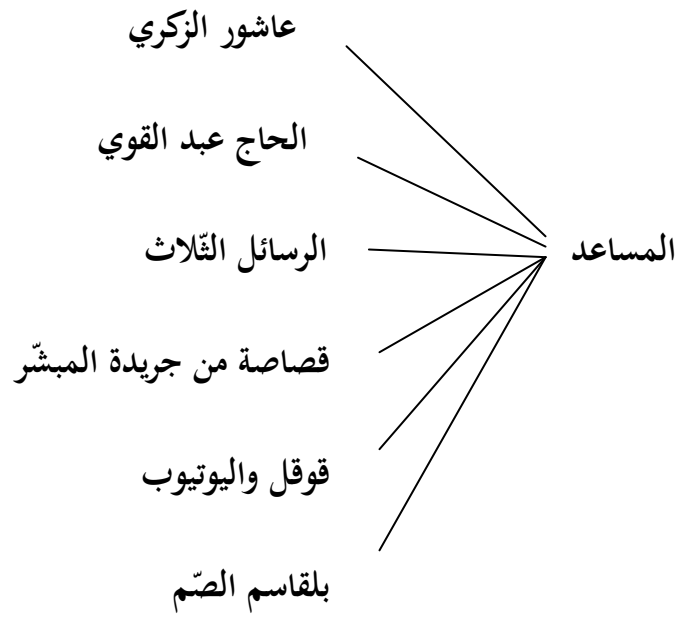 عاشور الزكري
الحاج عبد القوي
المساعد
الرسائل الثّلاث
قصاصة من جريدة المبشّر
قوقل واليوتيوب
بلقاسم الصّم